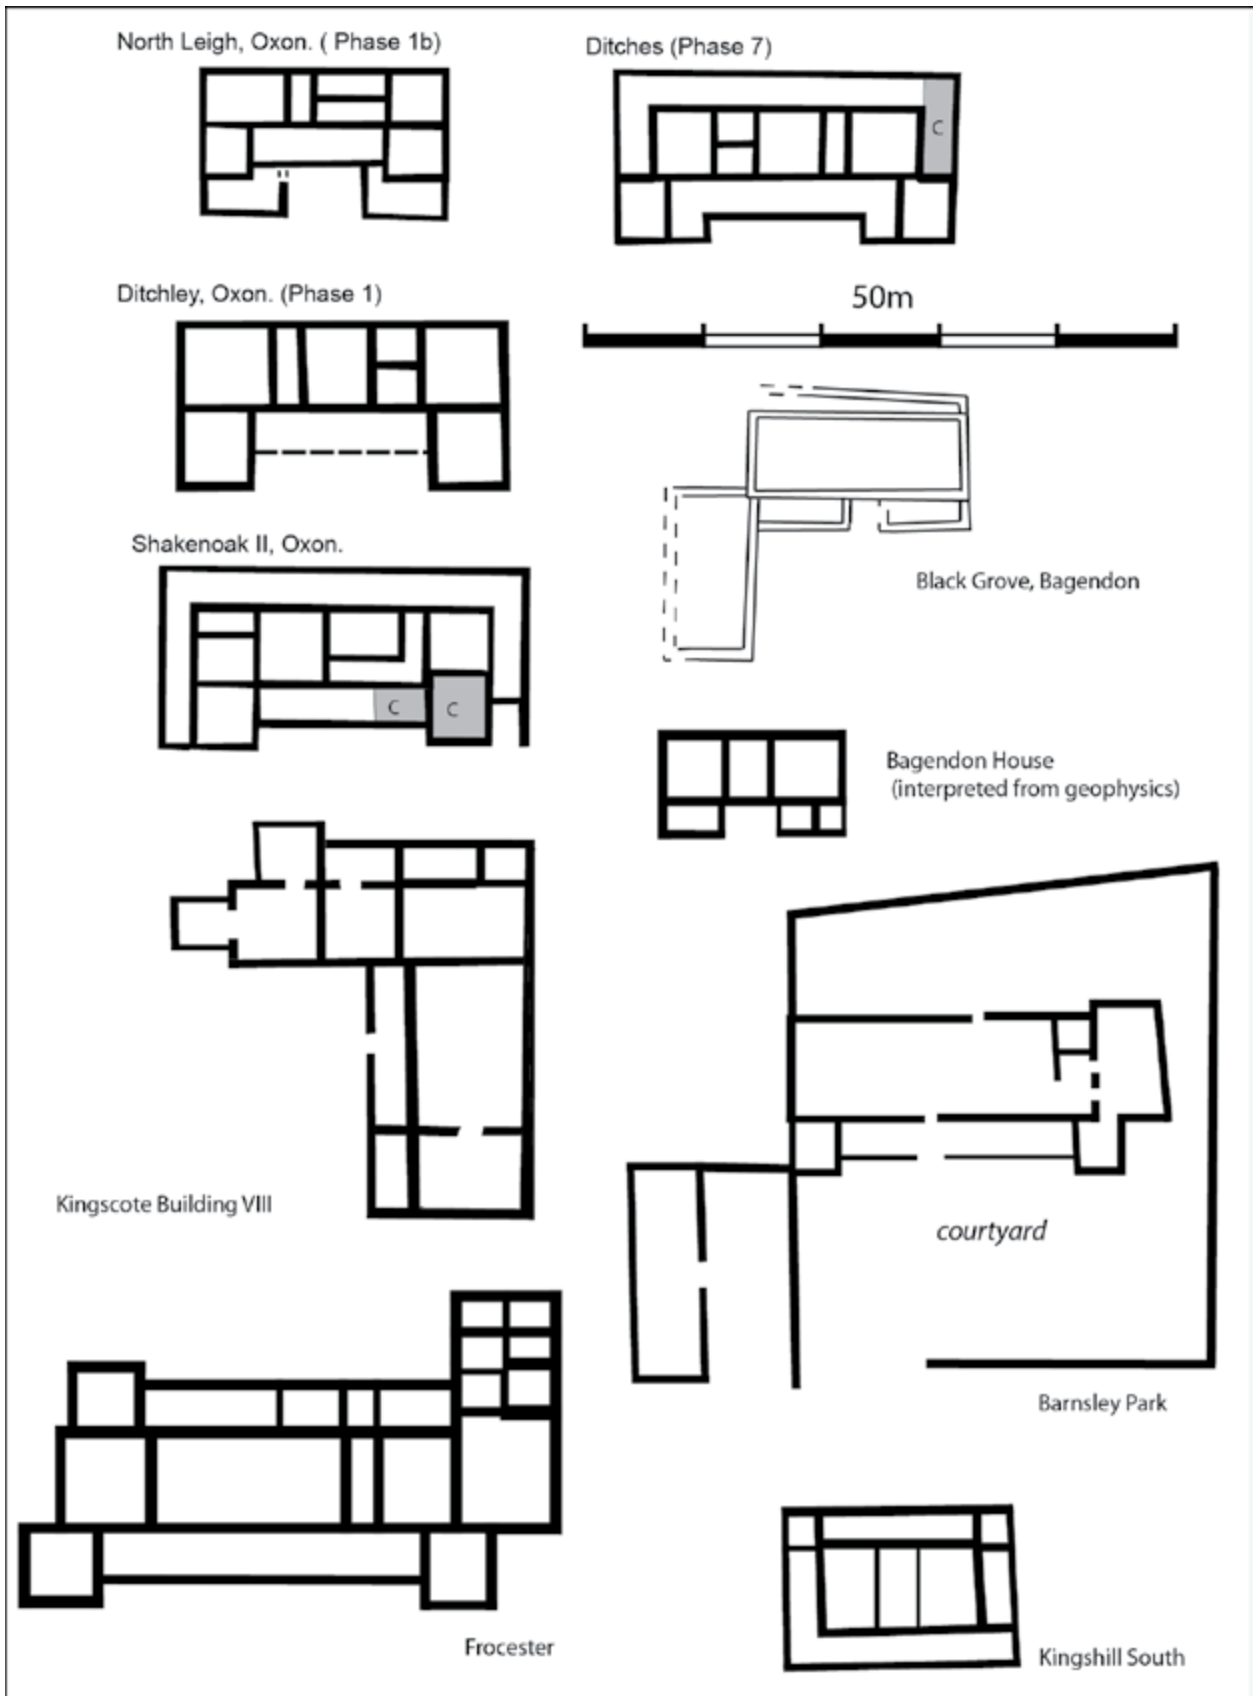 North Leigh, Oxon. ( Phase 1b)
Ditches (Phase 7)
C
Ditchley, Oxon. (Phase 1)
50m
Shakenoak II, Oxon.
C
C
Black Grove, Bagendon
Bagendon House
(interpreted from geophysics)
Kingscote Building VIII
courtyard
Barnsley Park
Frocester
Kingshill South